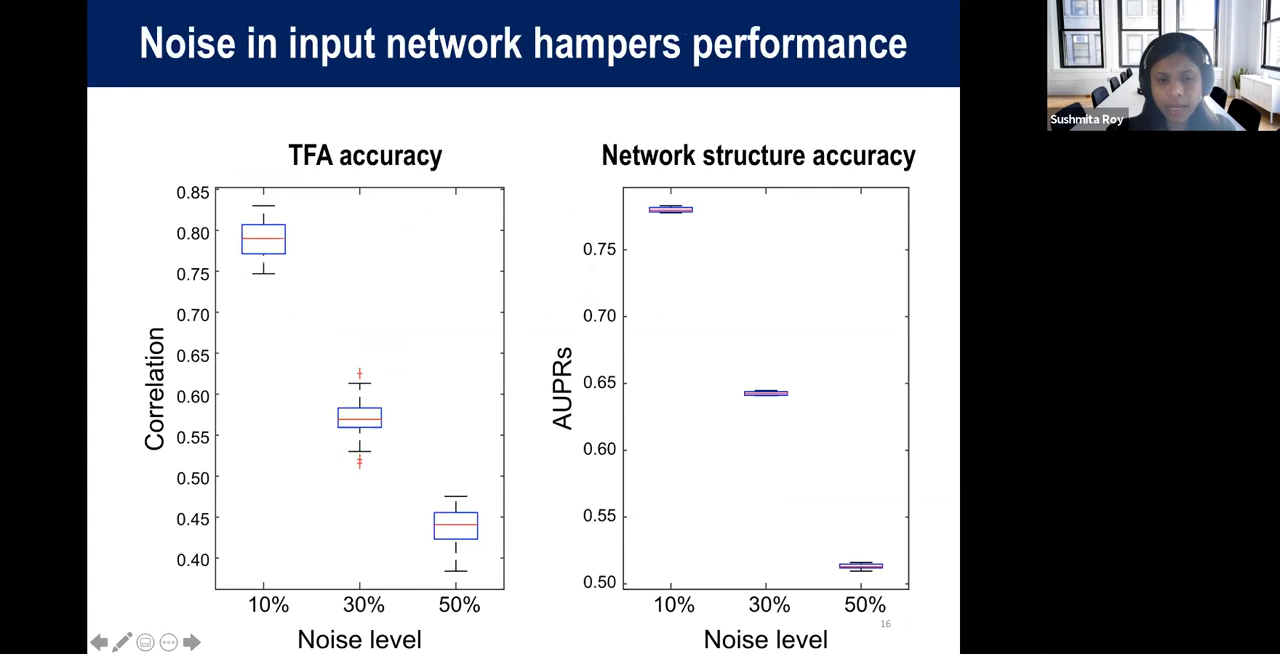 Noise in input network hampers performance
Sushmita Roy
TFA accuracy
0.85
0.80
0.75
0.70
0.65
0.60
0.55
0.50
0.45
0.40
Correlation
10% 30% 50%
Noise level
Network structure accuracy
0.75
0.70
0.65
0.60
0.55
0.50
AUPRs
10% 30% 50%
Noise level
16